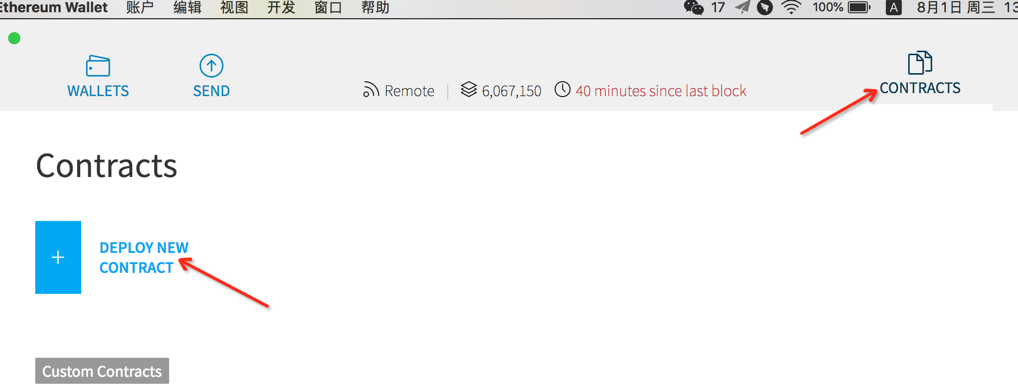 Ethereum Wallet 账户 编辑 视图 开发 窗口 帮助 17 100% A 8月1日 周三 13
WALLETS SEND Remote 6,067,150 40 minutes since last block CONTRACTS
Contracts
+ DEPLOY NEW
CONTRACT
Custom Contracts